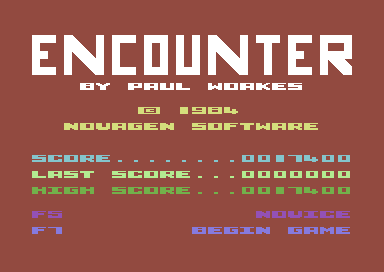 ENCOUNTER
BY PAUL WOAKES
© 1984
NOVAGEN SOFTWARE
SCORE........0017400
LAST SCORE...0000000
HIGH SCORE...0017400
F5 NOVICE
F7 BEGIN GAME